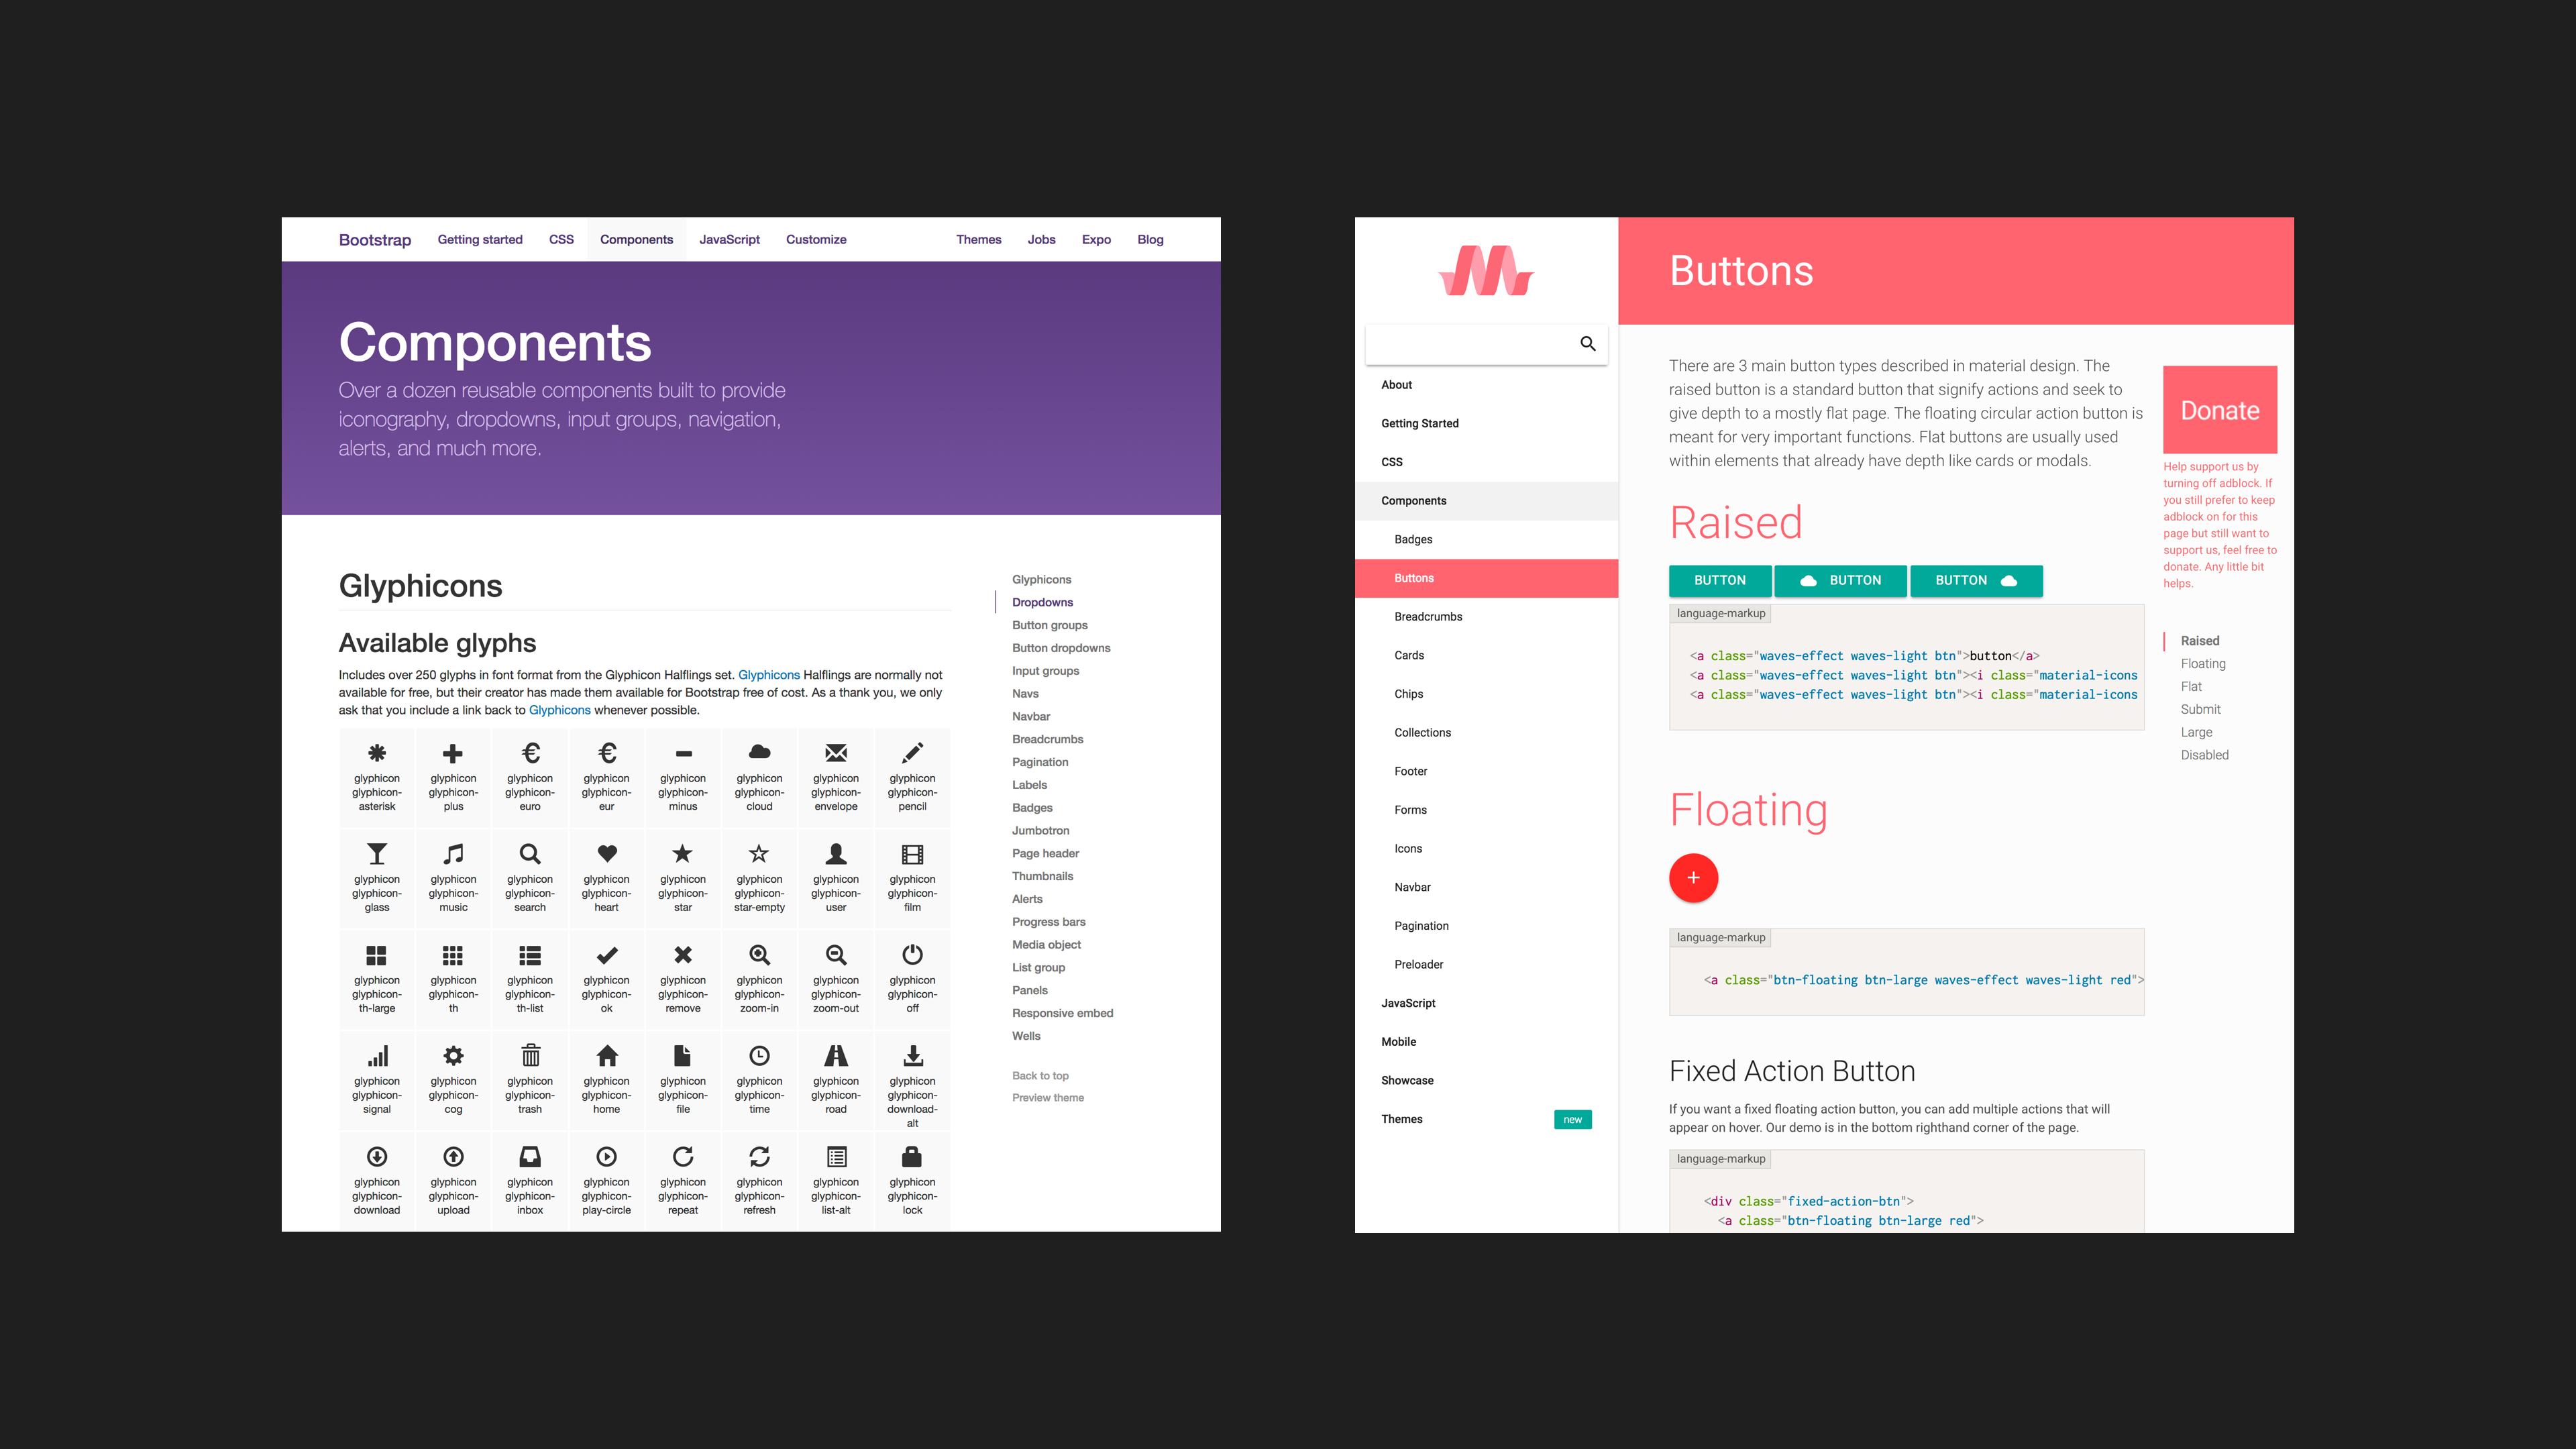 Bootstrap Getting started CSS Components JavaScript Customize Themes Jobs Expo Blog
Components
Over a dozen reusable components built to provide
iconography, dropdowns, input groups, navigation,
alerts, and much more.
Glyphicons
Available glyphs
Includes over 250 glyphs in font format from the Glyphicon Halflings set. Glyphicons Halflings are normally not
available for free, but their creator has made them available for Bootstrap free of cost. As a thank you, we only
ask that you include a link back to Glyphicons whenever possible.
glyphicon glyphicon glyphicon glyphicon glyphicon glyphicon glyphicon glyphicon
glyphicon- glyphicon- glyphicon- glyphicon- glyphicon- glyphicon- glyphicon- glyphicon-
asterisk plus euro eur minus cloud envelope pencil
glyphicon glyphicon glyphicon glyphicon glyphicon glyphicon glyphicon glyphicon
glyphicon- glyphicon- glyphicon- glyphicon- glyphicon- glyphicon- glyphicon- glyphicon-
glass music search heart star star-empty user film
glyphicon glyphicon glyphicon glyphicon glyphicon glyphicon glyphicon glyphicon
glyphicon- glyphicon- glyphicon- glyphicon- glyphicon- glyphicon- glyphicon- glyphicon-
th-large th th-list ok remove zoom-in zoom-out off
glyphicon glyphicon glyphicon glyphicon glyphicon glyphicon glyphicon glyphicon
glyphicon- glyphicon- glyphicon- glyphicon- glyphicon- glyphicon- glyphicon- glyphicon-
signal cog trash home file time road download-
alt
glyphicon glyphicon glyphicon glyphicon glyphicon glyphicon glyphicon glyphicon
glyphicon- glyphicon- glyphicon- glyphicon- glyphicon- glyphicon- glyphicon- glyphicon-
download upload inbox play-circle repeat refresh list-alt lock
Glyphicons
Dropdowns
Button groups
Button dropdowns
Input groups
Navs
Navbar
Breadcrumbs
Pagination
Labels
Badges
Jumbotron
Page header
Thumbnails
Alerts
Progress bars
Media object
List group
Panels
Responsive embed
Wells
Back to top
Preview theme
About
Getting Started
CSS
Components
Badges
Buttons
Breadcrumbs
Cards
Chips
Collections
Footer
Forms
Icons
Navbar
Pagination
Preloader
JavaScript
Mobile
Showcase
Themes new
Buttons
There are 3 main button types described in material design. The
raised button is a standard button that signify actions and seek to
give depth to a mostly flat page. The floating circular action button is
meant for very important functions. Flat buttons are usually used
within elements that already have depth like cards or modals.
Raised
BUTTON BUTTON BUTTON
language-markup
<a class="waves-effect waves-light btn">button</a>
<a class="waves-effect waves-light btn"><i class="material-icons
<a class="waves-effect waves-light btn"><i class="material-icons
Floating
+
language-markup
<a class="btn-floating btn-large waves-effect waves-light red">
Fixed Action Button
If you want a fixed floating action button, you can add multiple actions that will
appear on hover. Our demo is in the bottom righthand corner of the page.
language-markup
<div class="fixed-action-btn">
<a class="btn-floating btn-large red">
Donate
Help support us by
turning off adblock. If
you still prefer to keep
adblock on for this
page but still want to
support us, feel free to
donate. Any little bit
helps.
Raised
Floating
Flat
Submit
Large
Disabled